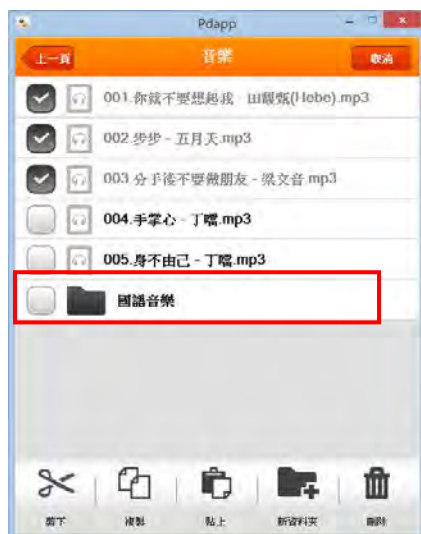 Pdapp
上一頁
音樂
取消
001.你就不要想起我 - 田馥甄(Hebe).mp3
002.步步 - 五月天.mp3
003.分手後不要做朋友 - 梁文音.mp3
004.手掌心 - 丁噹.mp3
005.身不由己 - 丁噹.mp3
國語音樂
剪下
複製
貼上
新資料夾
刪除